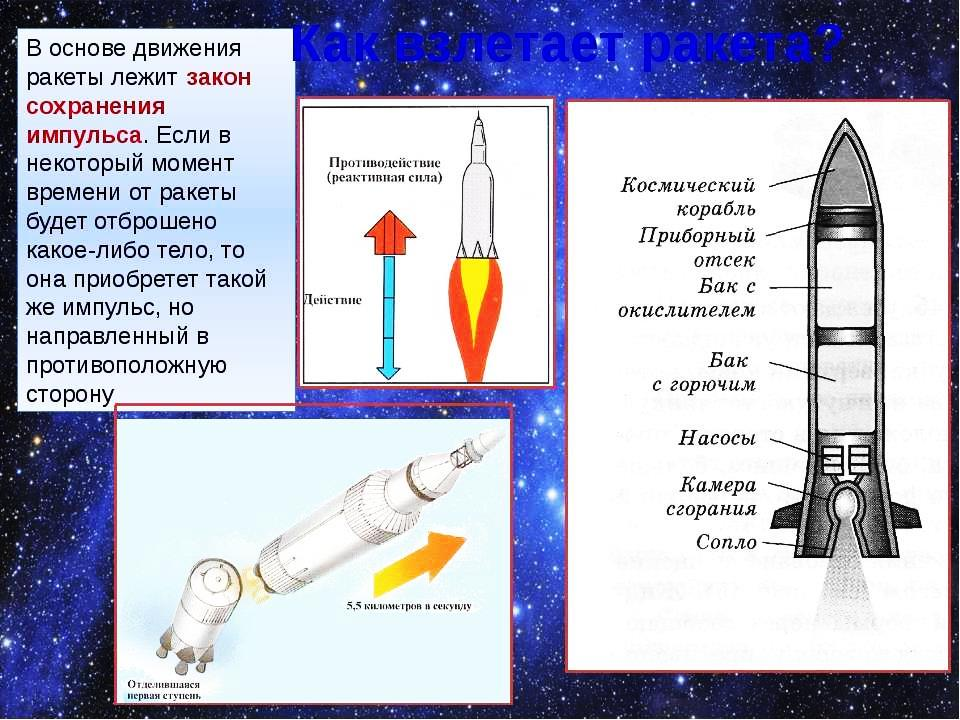 Как взлетает ракета?
В основе движения
ракеты лежит закон
сохранения
импульса. Если в
некоторый момент
времени от ракеты
будет отброшено
какое-либо тело, то
она приобретет такой
же импульс, но
направленный в
противоположную
сторону
Противодействие
(реактивная сила)
Действие
Космический
корабль
Приборный
отсек
Бак с
окислителем
Бак
с горючим
Насосы
Камера
сгорания
Сопло
5,5 километров в секунду
Отделившаяся
первая ступень